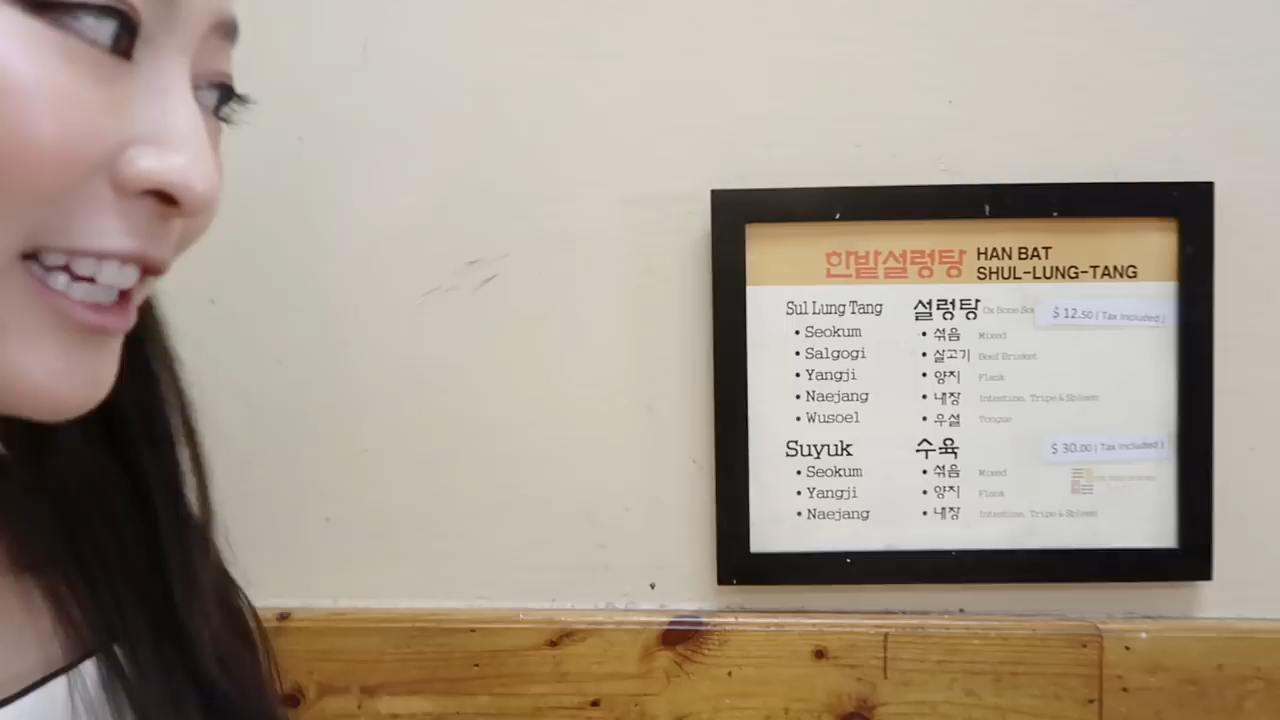 한밭설렁탕 HAN BAT
SHUL-LUNG-TANG
Sul Lung Tang 설렁탕 Ox Bone $ 12.50 ( Tax Included )
• Seokum • 섞음 Mixed
• Salgogi • 살고기 Beef Brisket
• Yangji • 양지 Flank
• Naejang • 내장 Intestine, Tripe & Spleen
• Wusoel • 우설 Tongue
Suyuk 수육 $ 30.00 ( Tax Included )
• Seokum • 섞음 Mixed
• Yangji • 양지 Flank
• Naejang • 내장 Intestine, Tripe & Spleen